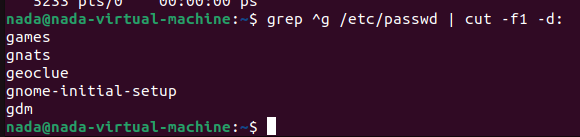 5233 pts/0    00:00:00 ps
nada@nada-virtual-machine:~$ grep ^g /etc/passwd | cut -f1 -d:
games
gnats
geoclue
gnome-initial-setup
gdm
nada@nada-virtual-machine:~$